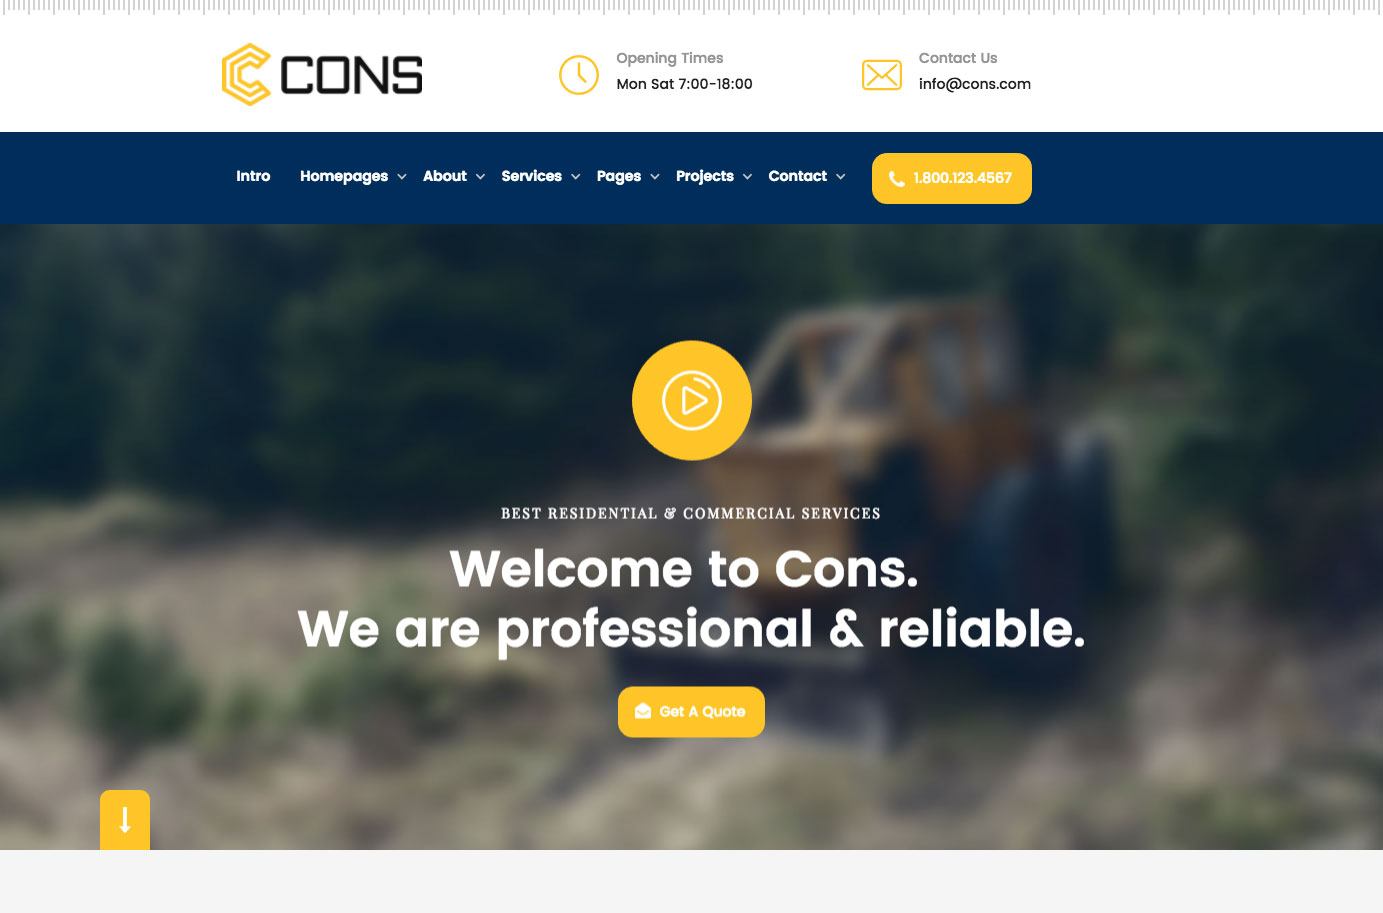 CONS
Opening Times
Mon Sat 7:00-18:00
Contact Us
info@cons.com
Intro Homepages About Services Pages Projects Contact 1.800.123.4567
BEST RESIDENTIAL & COMMERCIAL SERVICES
Welcome to Cons.
We are professional & reliable.
Get A Quote